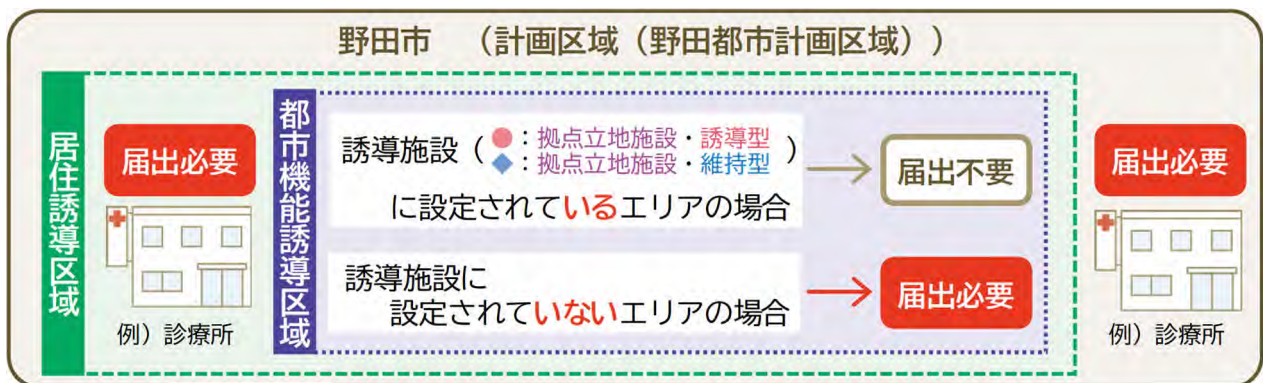 野田市　（計画区域（野田都市計画区域））
居住誘導区域
届出必要
例）診療所
都市機能誘導区域
誘導施設（●：拠点立地施設・誘導型
◆：拠点立地施設・維持型）
に設定されているエリアの場合
届出不要
誘導施設に
設定されていないエリアの場合
届出必要
届出必要
例）診療所